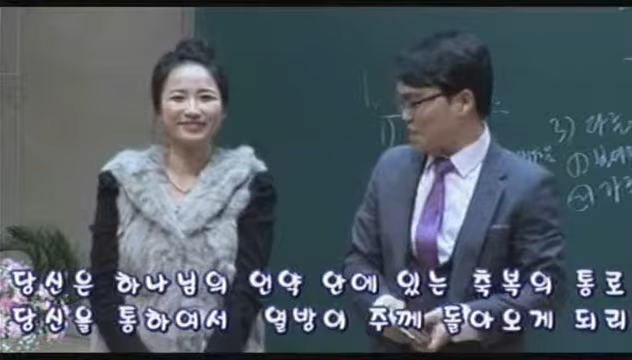 당신은 하나님의 언약 안에 있는 축복의 통로
당신을 통하여서 열방이 주께 돌아오게 되리